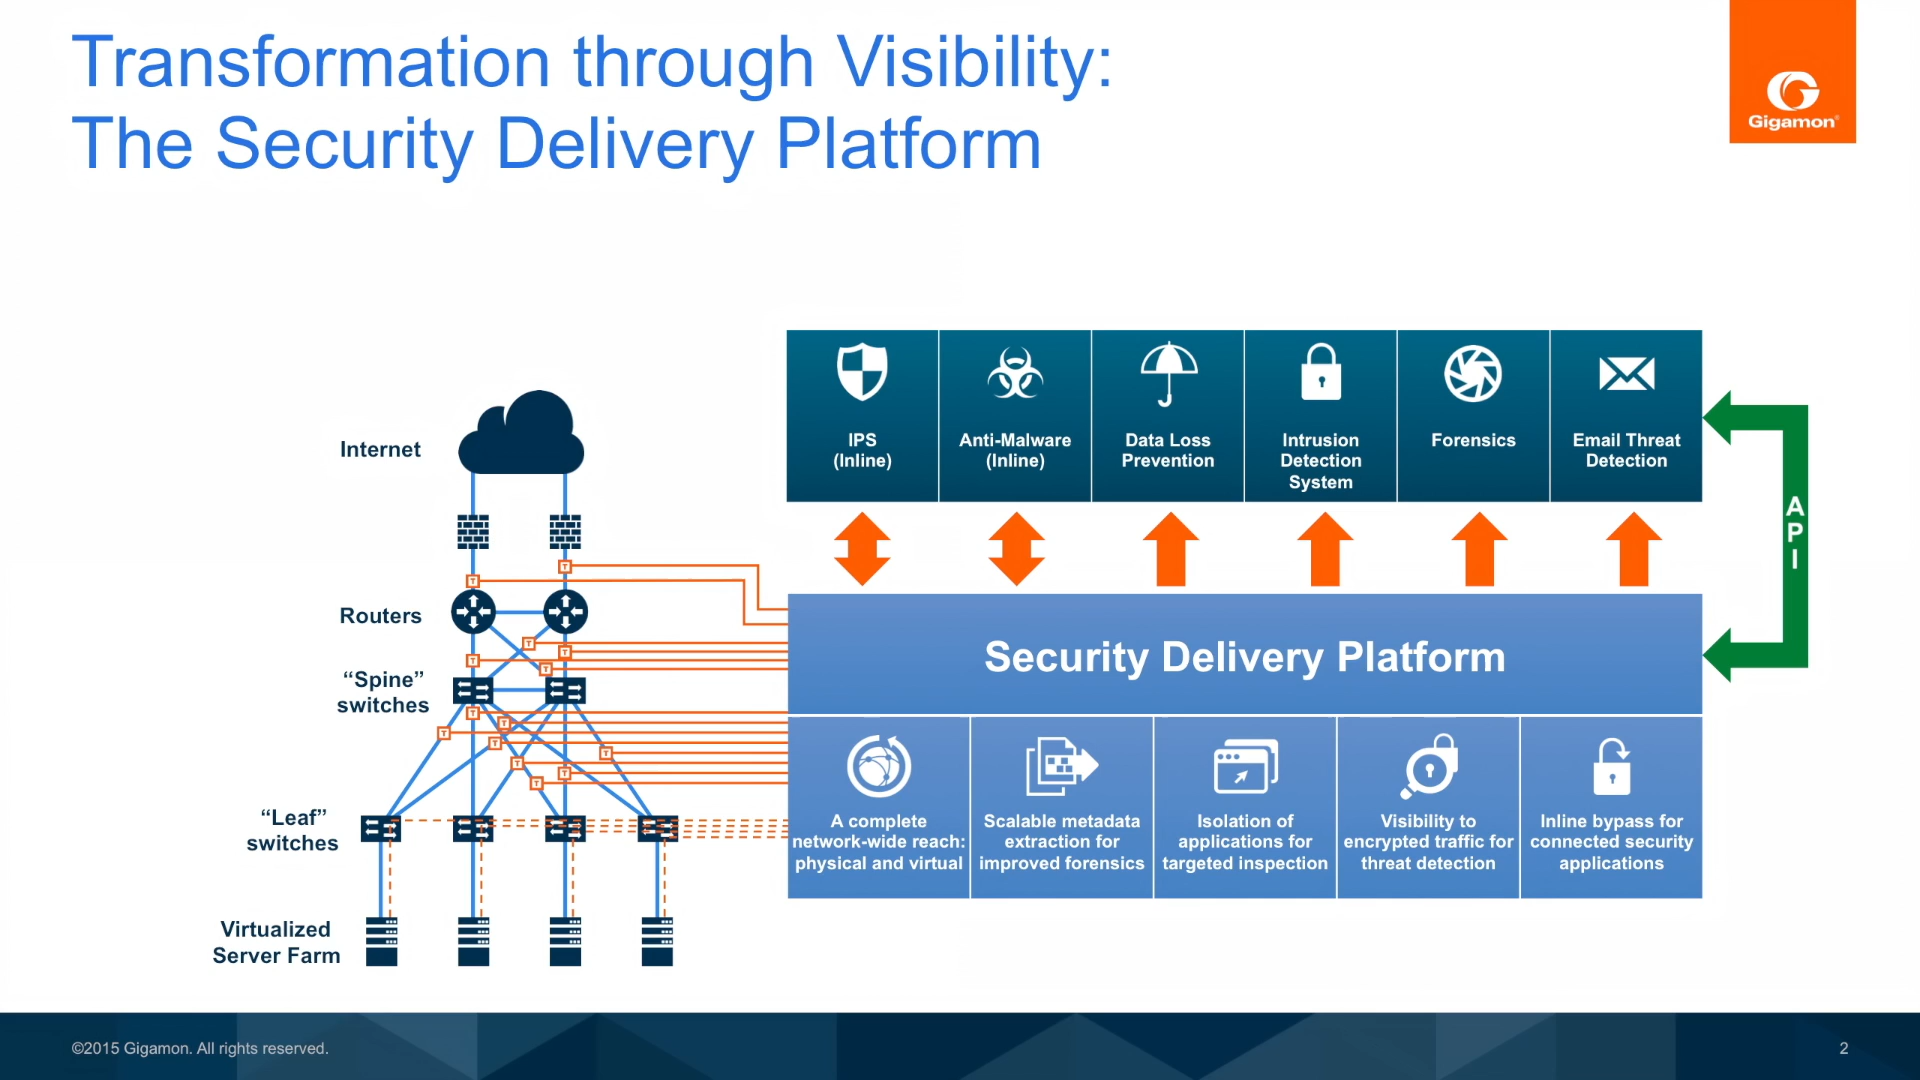 Transformation through Visibility:
The Security Delivery Platform
Gigamon®
Internet
Routers
“Spine”
switches
“Leaf”
switches
Virtualized
Server Farm
T
T
T
T
T
T
T
T
T
T
T
T
T
T
IPS
(Inline)
Anti-Malware
(Inline)
Data Loss
Prevention
Intrusion
Detection
System
Forensics
Email Threat
Detection
A
P
I
Security Delivery Platform
A complete
network-wide reach:
physical and virtual
Scalable metadata
extraction for
improved forensics
Isolation of
applications for
targeted inspection
Visibility to
encrypted traffic for
threat detection
Inline bypass for
connected security
applications
©2015 Gigamon. All rights reserved.
2